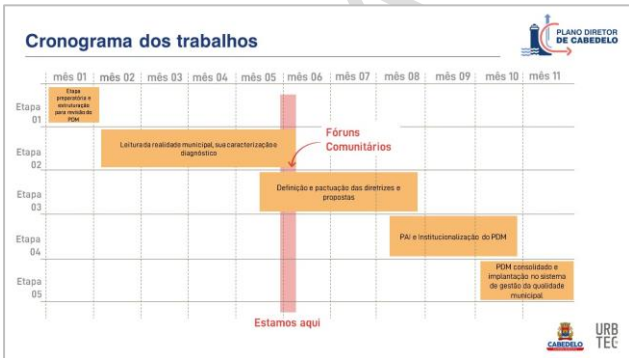 Cronograma dos trabalhos
PLANO DIRETOR
DE CABEDELO
mês 01 mês 02 mês 03 mês 04 mês 05 mês 06 mês 07 mês 08 mês 09 mês 10 mês 11
Etapa
01
Etapa
preparatória e
estruturação
para revisão do
PDM
Fóruns
Comunitários
Etapa
02
Leitura da realidade municipal, sua caracterização e
diagnóstico
Etapa
03
Definição e pactuação das diretrizes e
propostas
Etapa
04
PAI e Institucionalização do PDM
Etapa
05
PDM consolidado e
implantação no sistema
de gestão da qualidade
municipal
Estamos aqui
CABEDELO
URB
TEC